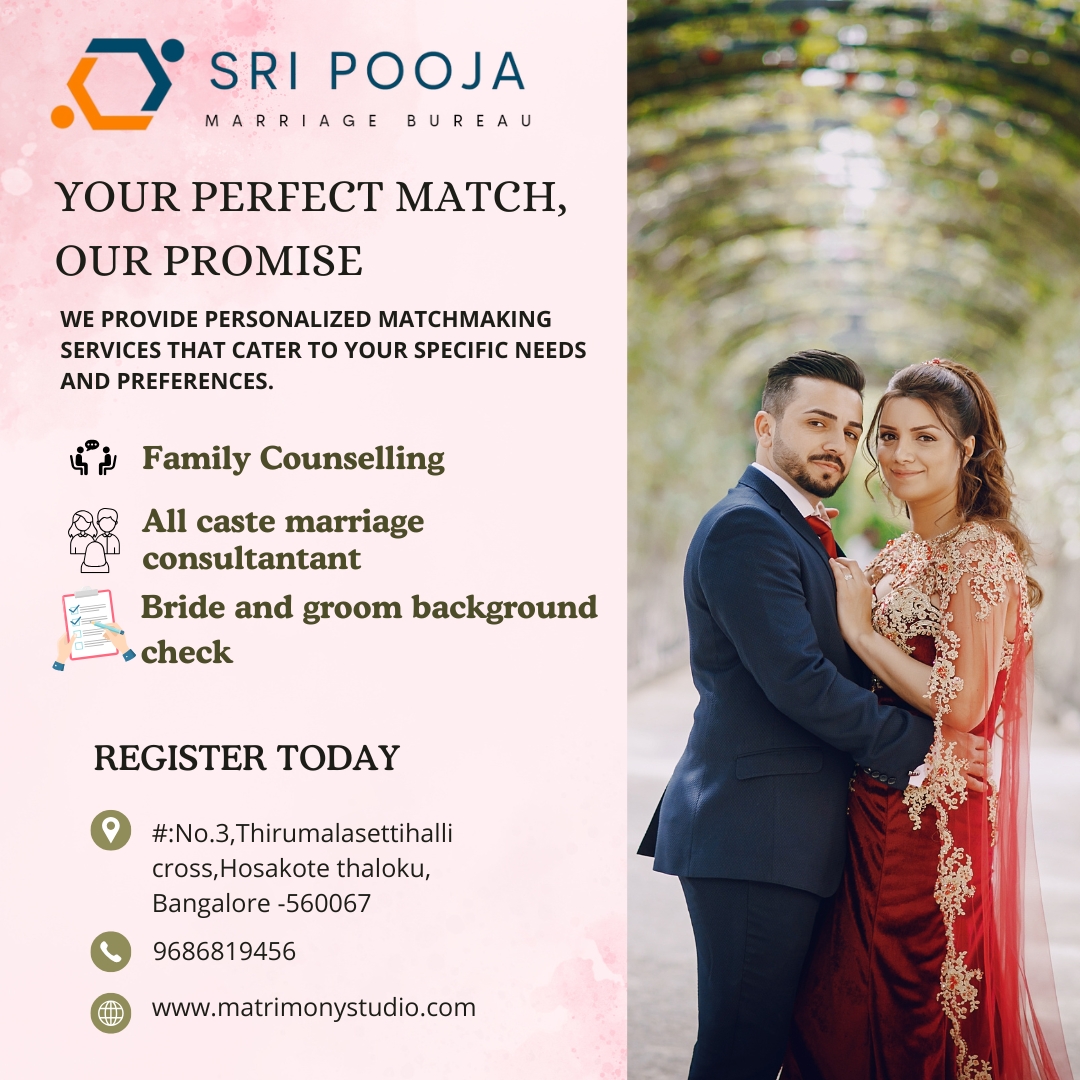 SRI POOJA
MARRIAGE BUREAU
YOUR PERFECT MATCH,
OUR PROMISE
WE PROVIDE PERSONALIZED MATCHMAKING
SERVICES THAT CATER TO YOUR SPECIFIC NEEDS
AND PREFERENCES.
Family Counselling
All caste marriage
consultantant
Bride and groom background
check
REGISTER TODAY
#:No.3,Thirumalasettihalli
cross,Hosakote thaloku,
Bangalore -560067
9686819456
www.matrimonystudio.com